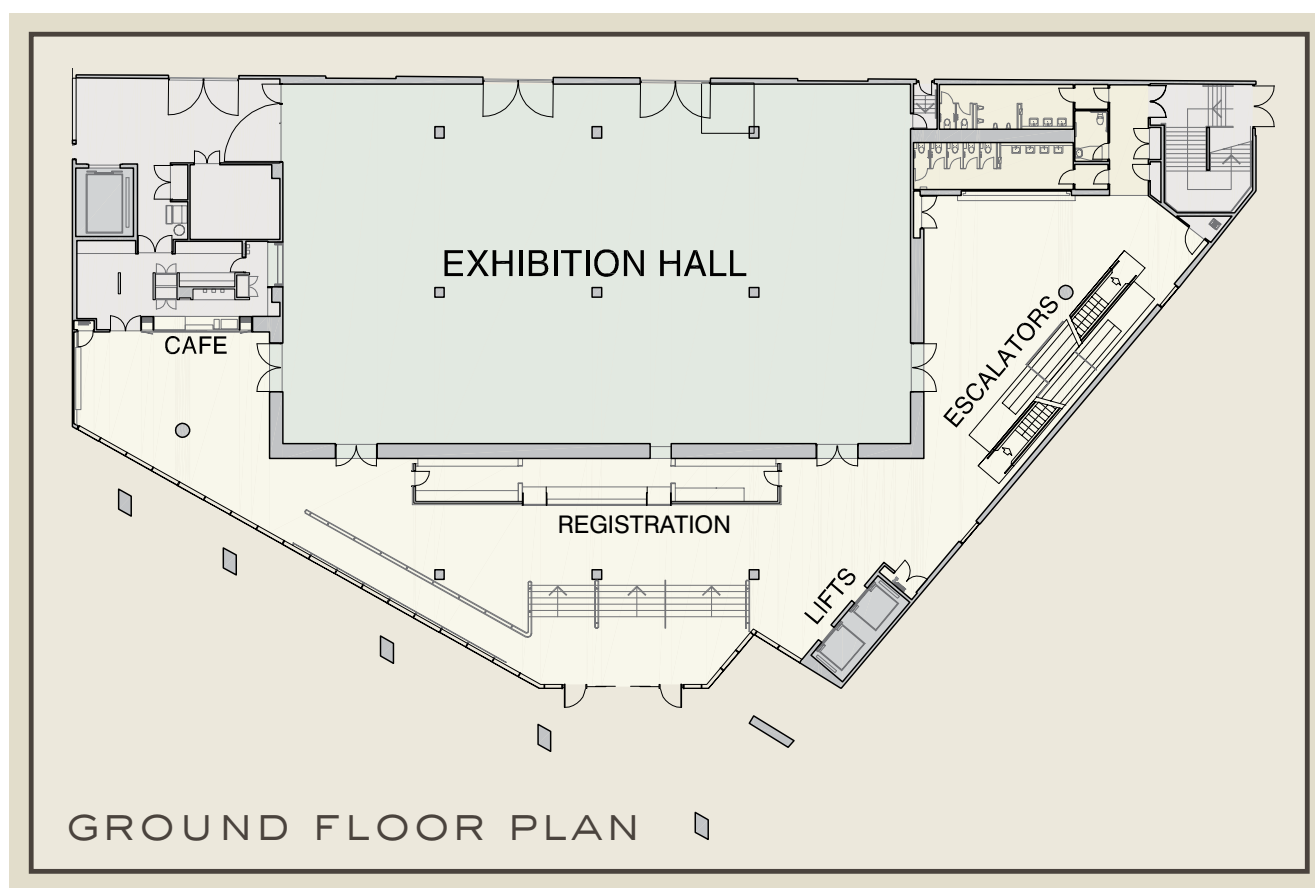 EXHIBITION HALL
CAFE
ESCALATORS
REGISTRATION
LIFTS
GROUND FLOOR PLAN